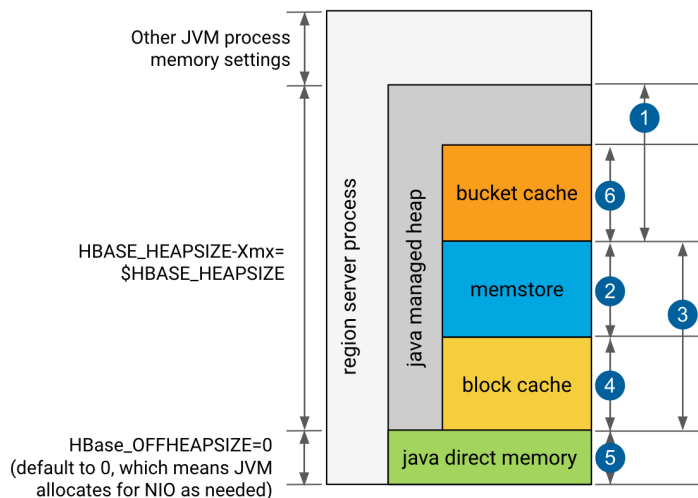 Other JVM process
memory settings
1
bucket cache
6
region server process
java managed heap
HBASE_HEAPSIZE-Xmx=
$HBASE_HEAPSIZE
memstore
2
3
block cache
4
HBase_OFFHEAPSIZE=0
(default to 0, which means JVM
allocates for NIO as needed)
java direct memory
5